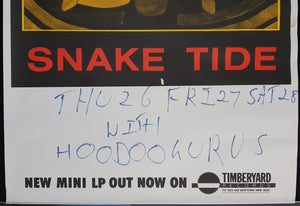 SNAKE TIDE
THU 26 FRI 27 SAT 28
WITH
HOODOO GURUS
NEW MINI LP OUT NOW ON TIMBERYARD
RECORDS